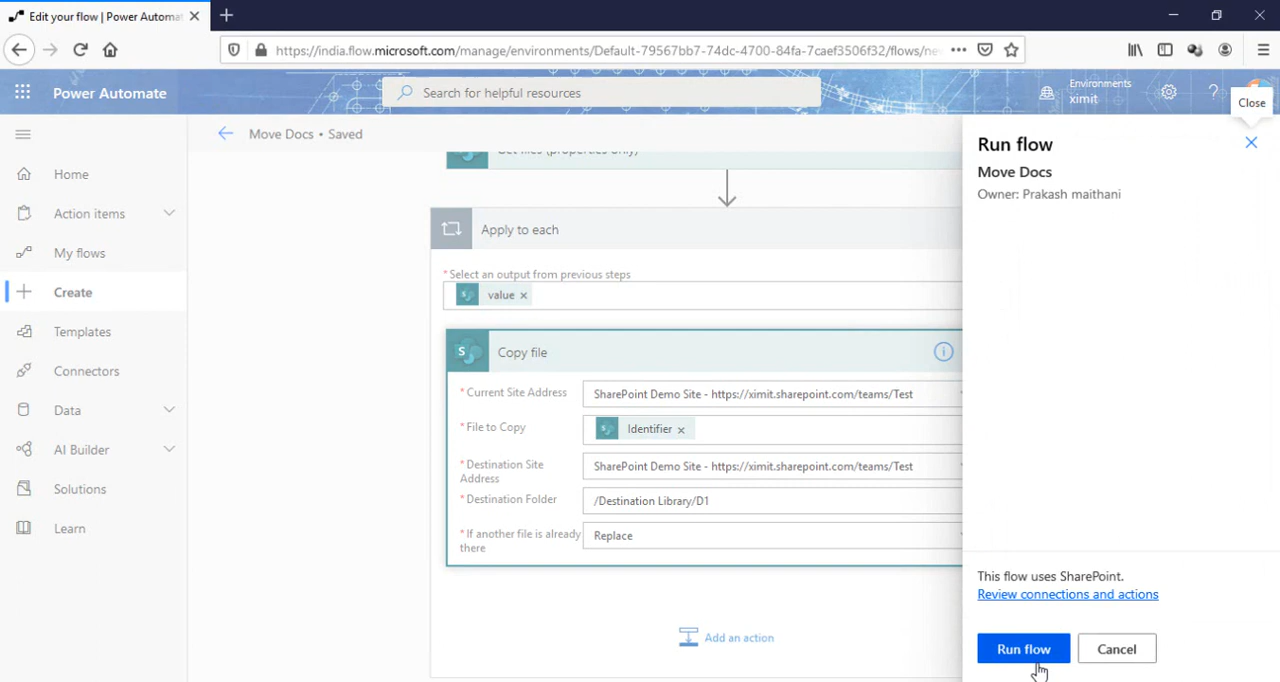 Edit your flow | Power Automa
https://india.flow.microsoft.com/manage/environments/Default-79567bb7-74dc-4700-84fa-7caef3506f32/flows/ne
Power Automate
Search for helpful resources
Environments
ximit
Close
Move Docs • Saved
Home
Action items
My flows
Create
Templates
Connectors
Data
AI Builder
Solutions
Learn
Get files (properties only)
Apply to each
* Select an output from previous steps
value ×
Copy file
* Current Site Address
SharePoint Demo Site - https://ximit.sharepoint.com/teams/Test
* File to Copy
Identifier ×
* Destination Site
Address
SharePoint Demo Site - https://ximit.sharepoint.com/teams/Test
* Destination Folder
/Destination Library/D1
* If another file is already
there
Replace
Add an action
Run flow
Move Docs
Owner: Prakash maithani
This flow uses SharePoint.
Review connections and actions
Run flow
Cancel